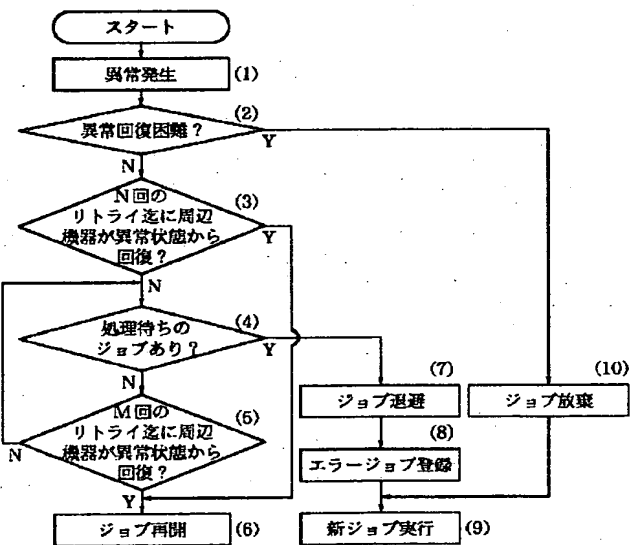 スタート
異常発生
(1)
(2)
異常回復困難?
Y
N
N回の
リトライ迄に周辺
機器が異常状態から
回復?
(3)
Y
N
処理待ちの
ジョブあり?
(4)
Y
N
M回の
リトライ迄に周辺
機器が異常状態から
回復?
(5)
N
Y
ジョブ再開
(6)
(7)
ジョブ退避
(8)
エラージョブ登録
新ジョブ実行
(9)
(10)
ジョブ放棄